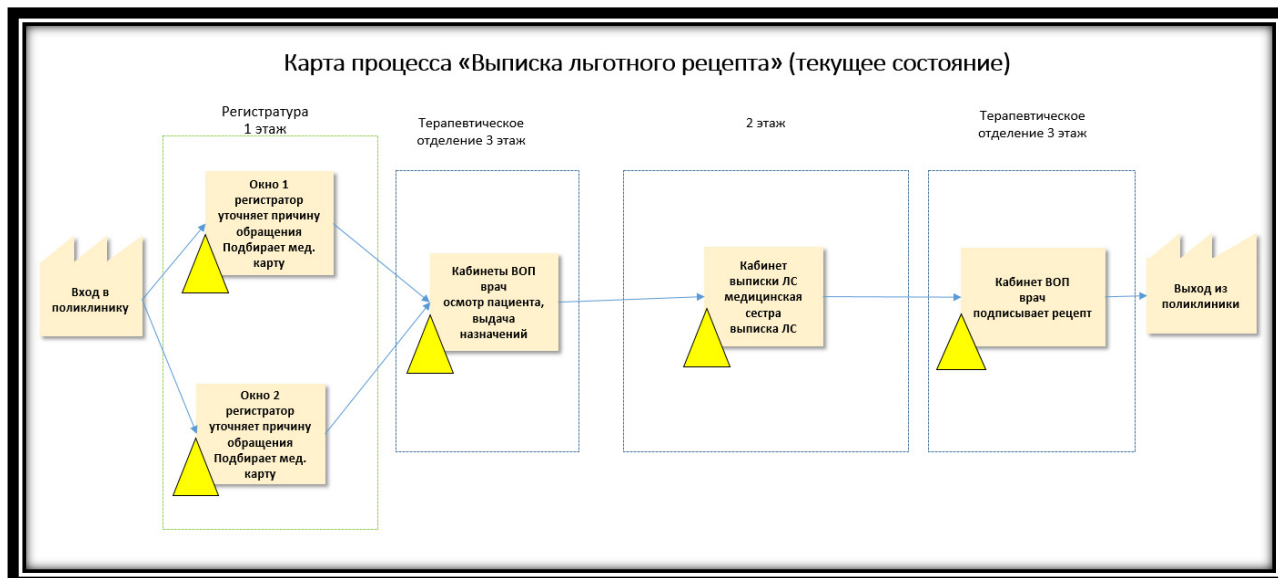 Карта процесса «Выписка льготного рецепта» (текущее состояние)
Регистратура
1 этаж
Терапевтическое
отделение 3 этаж
2 этаж
Терапевтическое
отделение 3 этаж
Вход в
поликлинику
Окно 1
регистратор
уточняет причину
обращения
Подбирает мед.
карту
Окно 2
регистратор
уточняет причину
обращения
Подбирает мед.
карту
Кабинеты ВОП
врач
осмотр пациента,
выдача
назначений
Кабинет
выписки ЛС
медицинская
сестра
выписка ЛС
Кабинет ВОП
врач
подписывает рецепт
Выход из
поликлиники